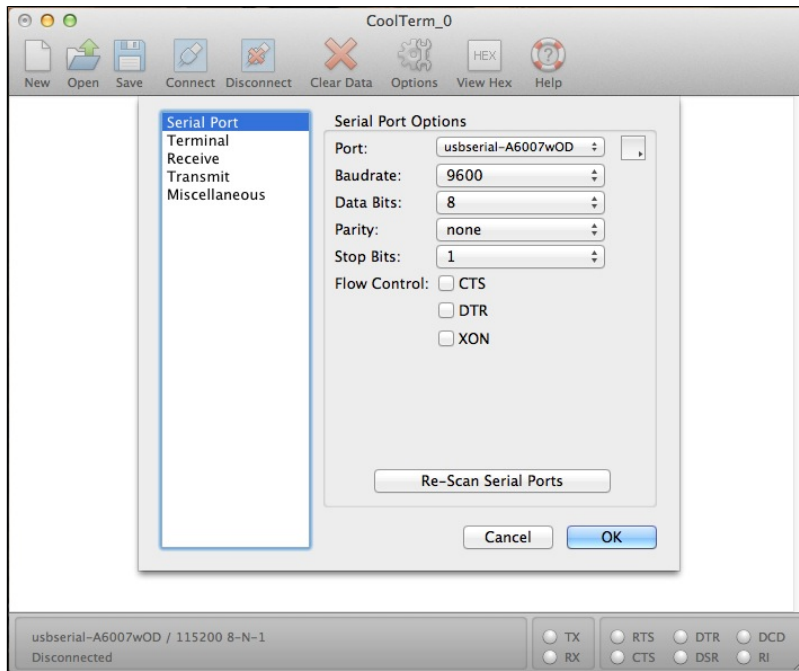 CoolTerm_0
New Open Save Connect Disconnect Clear Data Options HEX View Hex Help
Serial Port
Terminal
Receive
Transmit
Miscellaneous
Serial Port Options
Port: usbserial-A6007wOD
Baudrate: 9600
Data Bits: 8
Parity: none
Stop Bits: 1
Flow Control: CTS
DTR
XON
Re-Scan Serial Ports
Cancel OK
usbserial-A6007wOD / 115200 8-N-1
Disconnected
TX RTS DTR DCD
RX CTS DSR RI